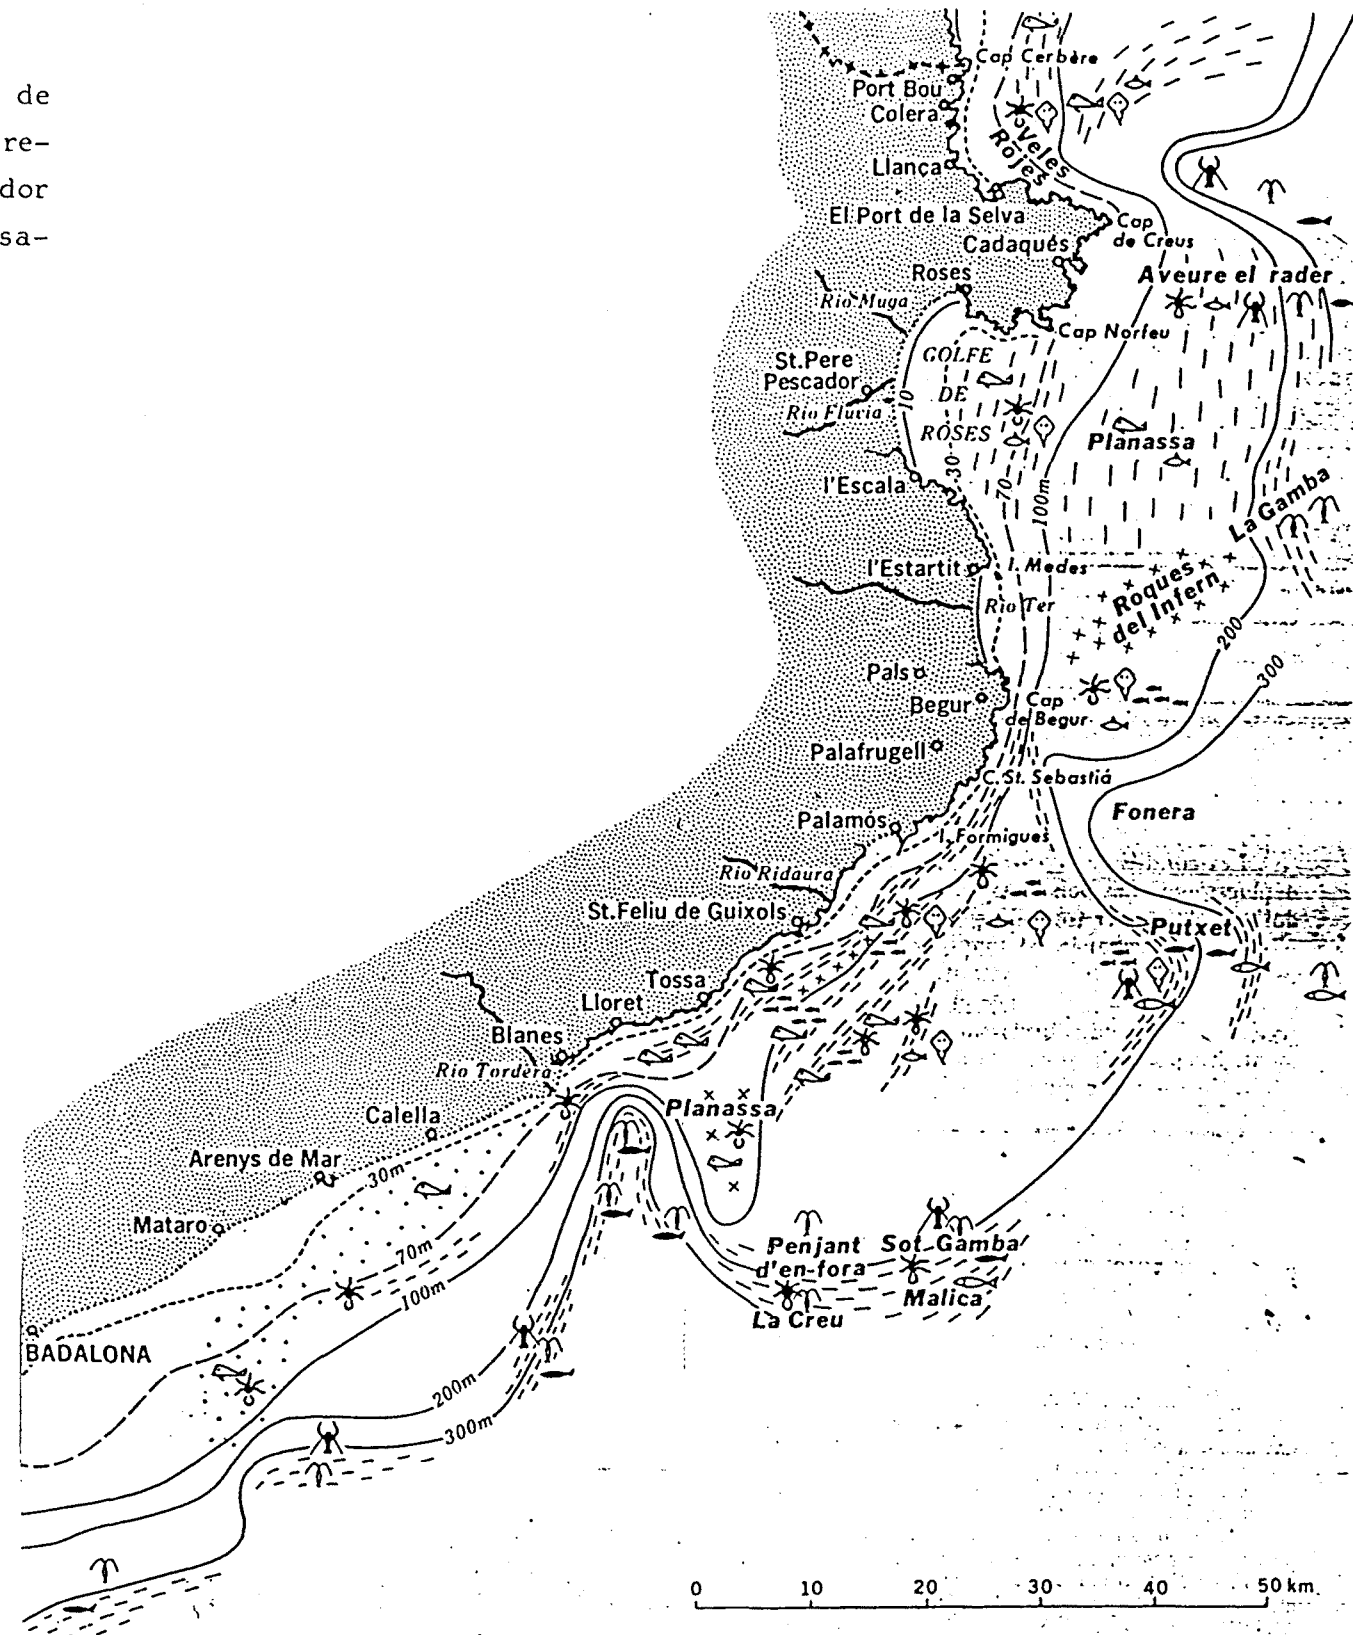 de
re-
dor
sa-
Cap Cerbère
Port Bou
Colera
Veles
Rojes
Llança
El Port de la Selva
Cap
de Creus
Cadaqués
Roses
Aveure el rader
Rio Muga
Cap Norfeu
GOLFE
DE
ROSES
St. Pere
Pescador
10
Rio Fluvia
Planassa
30
70
100m
l'Escala
La Gamba
l'Estartit
I. Medes
Roques
del Infern
Rio Ter
200
300
Pals
Begur
Cap
de Begur
Palafrugell
C. St. Sebastiá
Fonera
Palamós
I. Formigues
Rio Ridaura
St. Feliu de Guixols
Putxet
Tossa
Lloret
Blanes
Rio Tordera
Planassa
Calella
Arenys de Mar
30m
Mataro
70m
100m
Penjant
d'en-fora
Sot Gamba
Malica
La Creu
BADALONA
200m
300m
0 10 20 30 40 50 km